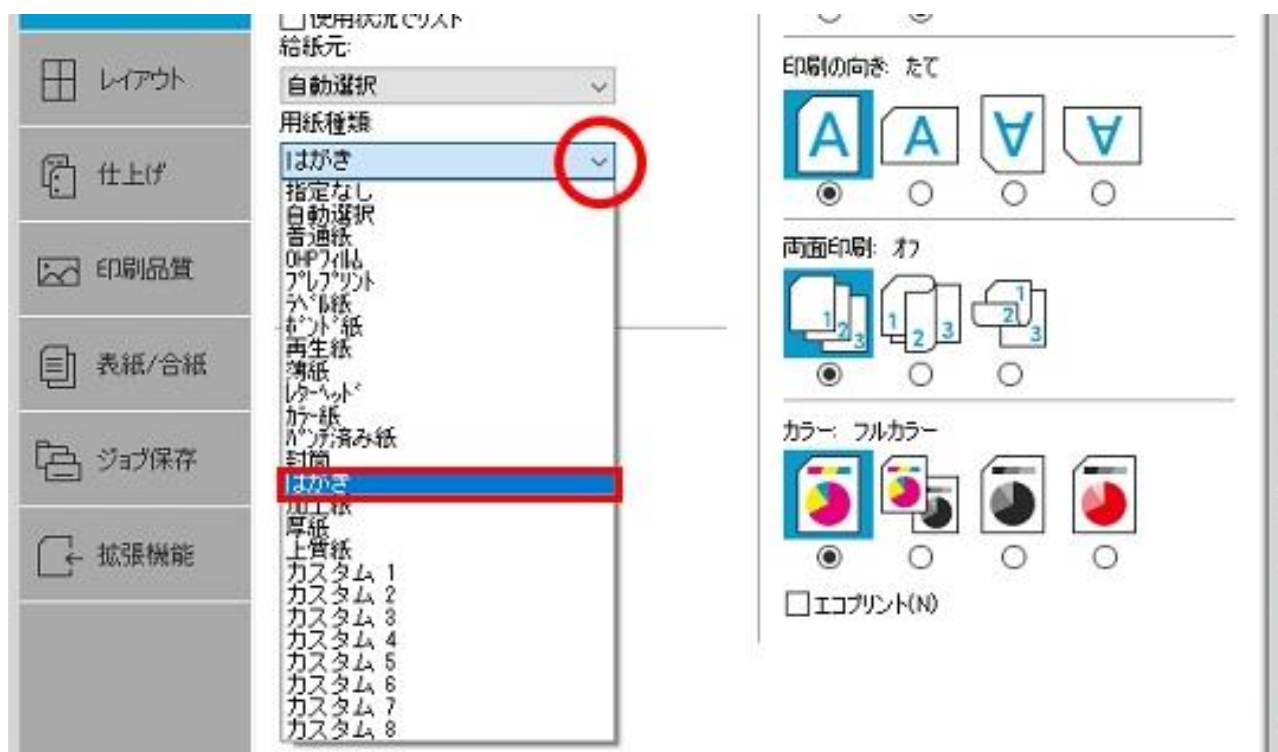 レイアウト
仕上げ
印刷品質
表紙/合紙
ジョブ保存
拡張機能
使用状況でリスト
給紙元:
自動選択
用紙種類
はがき
指定なし
自動選択
普通紙
OHPフィルム
プレプリント
ラベル紙
ボンド紙
再生紙
薄紙
レターヘッド
カラー紙
パンチ済み紙
封筒
はがき
加工紙
厚紙
上質紙
カスタム 1
カスタム 2
カスタム 3
カスタム 4
カスタム 5
カスタム 6
カスタム 7
カスタム 8
印刷の向き: たて
A A A A
両面印刷: オフ
1 2 3 1 2 3 1 2 3
カラー: フルカラー
エコプリント(N)